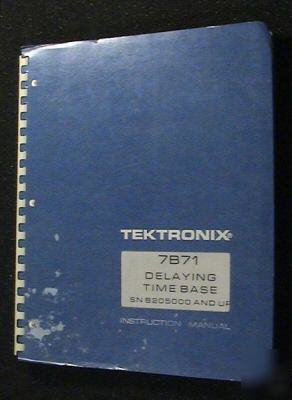 TEKTRONIX®
7B71
DELAYING
TIME BASE
SN B205000 AND UP
INSTRUCTION MANUAL